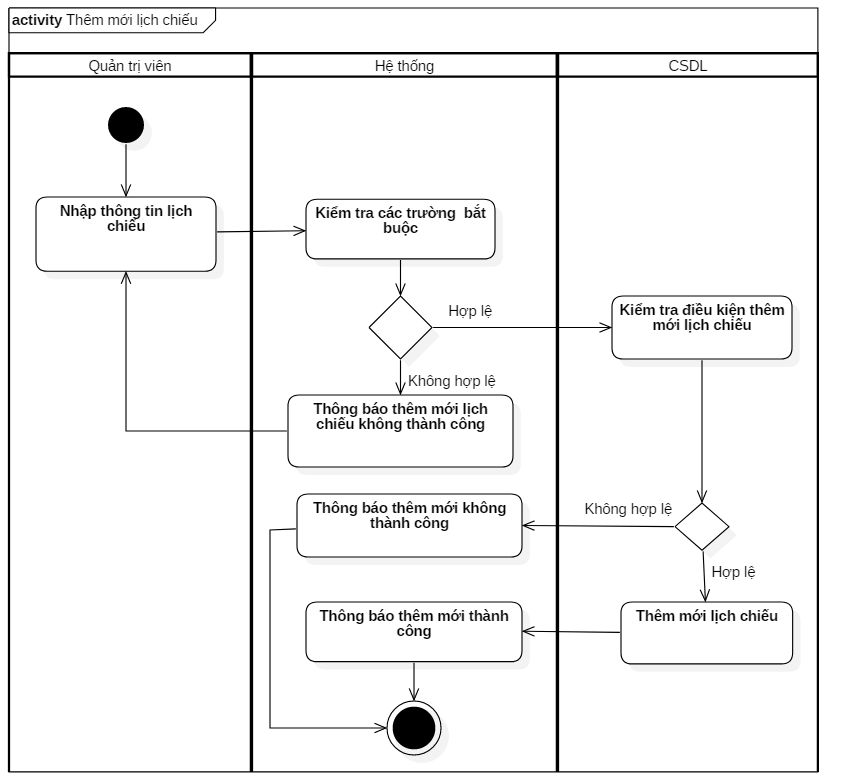 activity Thêm mới lịch chiếu
Quản trị viên
Hệ thống
CSDL
Nhập thông tin lịch
chiếu
Kiểm tra các trường bắt
buộc
Hợp lệ
Kiểm tra điều kiện thêm
mới lịch chiếu
Không hợp lệ
Thông báo thêm mới lịch
chiếu không thành công
Thông báo thêm mới không
thành công
Không hợp lệ
Hợp lệ
Thông báo thêm mới thành
công
Thêm mới lịch chiếu